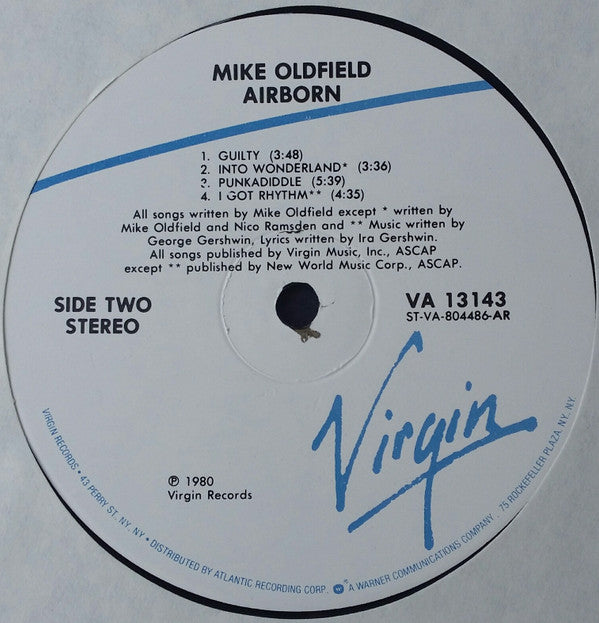 MIKE OLDFIELD
AIRBORN
1. GUILTY (3:48)
2. INTO WONDERLAND* (3:36)
3. PUNKADIDDLE (5:39)
4. I GOT RHYTHM** (4:35)
All songs written by Mike Oldfield except * written by
Mike Oldfield and Nico Ramsden and ** Music written by
George Gershwin, Lyrics written by Ira Gershwin.
All songs published by Virgin Music, Inc., ASCAP
except ** published by New World Music Corp., ASCAP.
SIDE TWO
STEREO
VA 13143
ST-VA-804486-AR
Virgin
℗ 1980
Virgin Records
VIRGIN RECORDS • 43 PERRY ST. NY, NY • DISTRIBUTED BY ATLANTIC RECORDING CORP. ® A WARNER COMMUNICATIONS COMPANY . 75 ROCKEFELLER PLAZA, NY. NY.